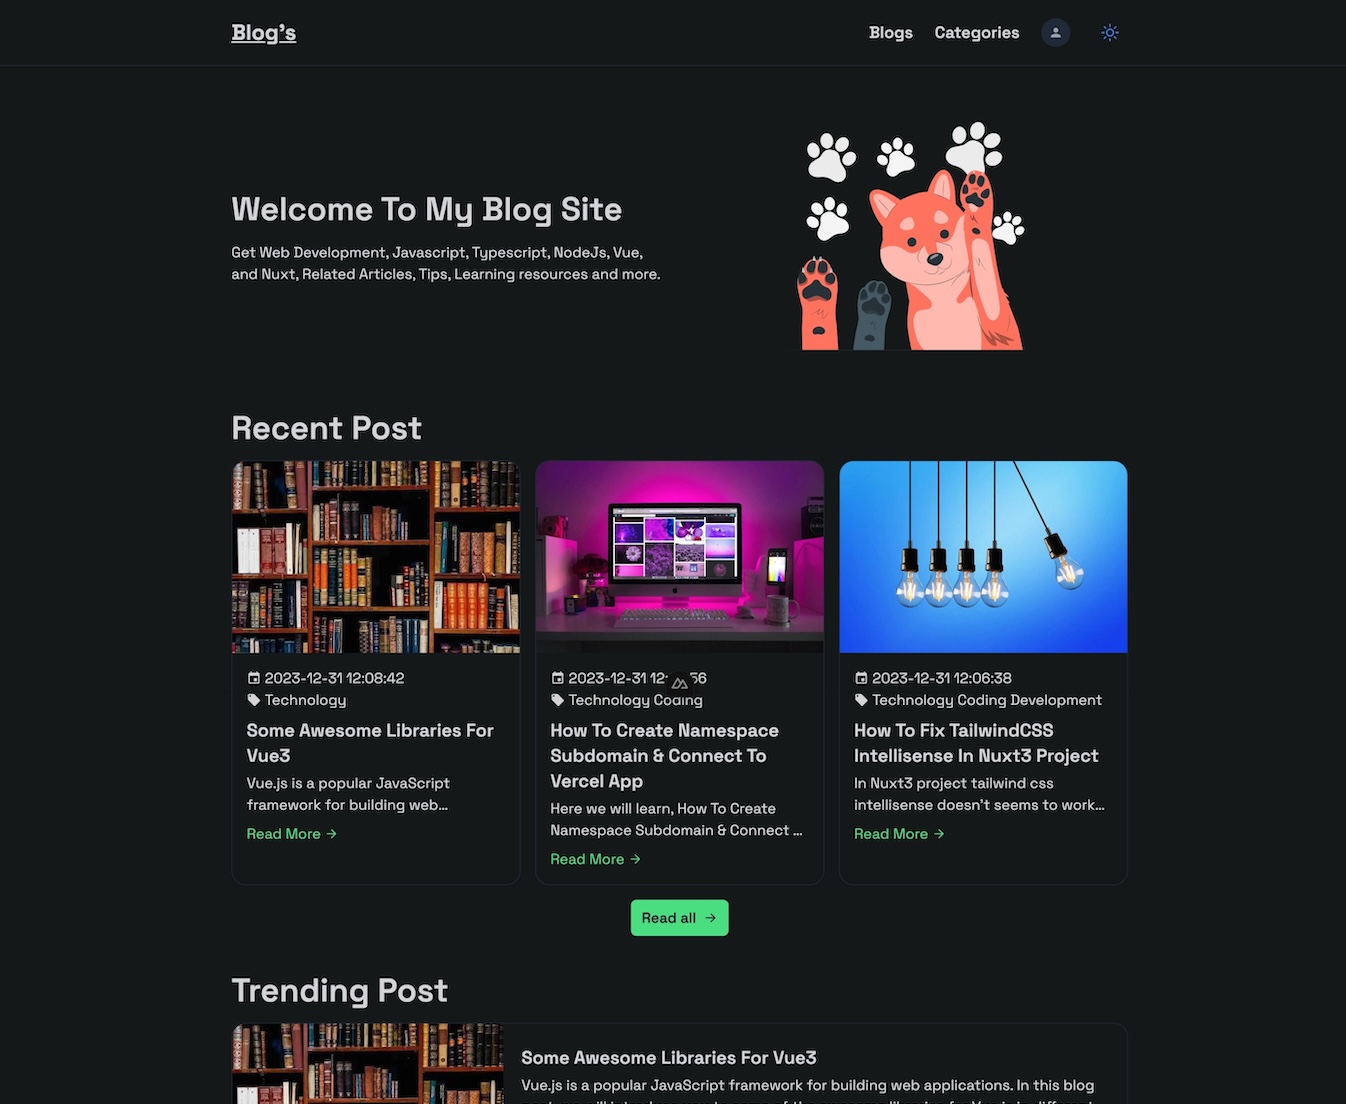 Blog's
Blogs Categories
Welcome To My Blog Site
Get Web Development, Javascript, Typescript, NodeJs, Vue,
and Nuxt, Related Articles, Tips, Learning resources and more.
Recent Post
2023-12-31 12:08:42
Technology
Some Awesome Libraries For
Vue3
Vue.js is a popular JavaScript
framework for building web...
Read More →
2023-12-31
Technology Coding
How To Create Namespace
Subdomain & Connect To
Vercel App
Here we will learn, How To Create
Namespace Subdomain & Connect ...
Read More →
2023-12-31 12:06:38
Technology Coding Development
How To Fix TailwindCSS
Intellisense In Nuxt3 Project
In Nuxt3 project tailwind css
intellisense doesn't seems to work...
Read More →
Read all →
Trending Post
Some Awesome Libraries For Vue3
Vue.js is a popular JavaScript framework for building web applications. In this blog